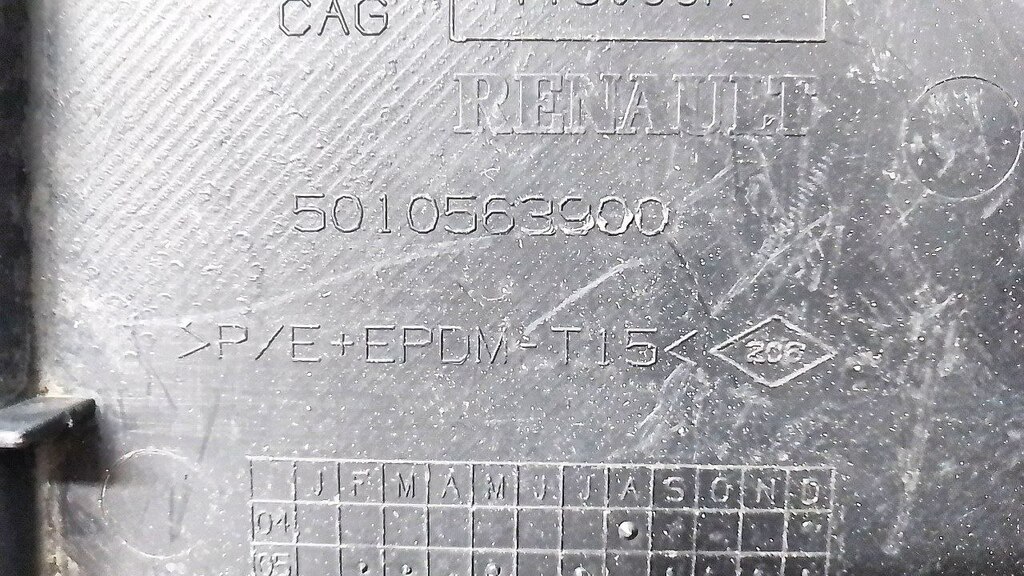 CAG
RENAULT
5010563900
>P/E+EPDM-T15< 206
J F M A M J J A S O N D
04
05